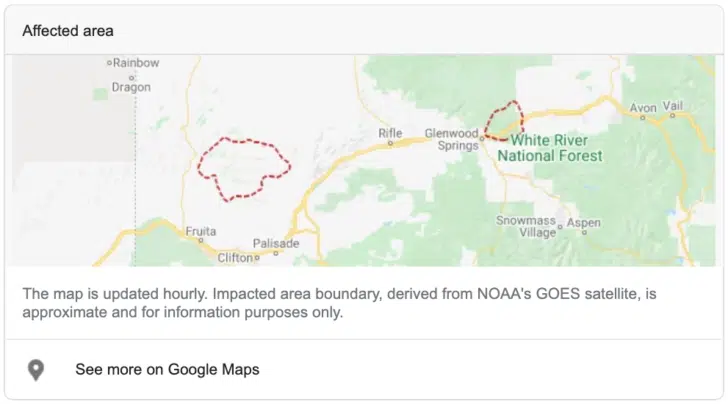 Affected area
Rainbow
Dragon
Rifle
Glenwood
Springs
Avon
Vail
White River
National Forest
Snowmass
Village
Aspen
Fruita
Palisade
Clifton
The map is updated hourly. Impacted area boundary, derived from NOAA's GOES satellite, is
approximate and for information purposes only.
See more on Google Maps